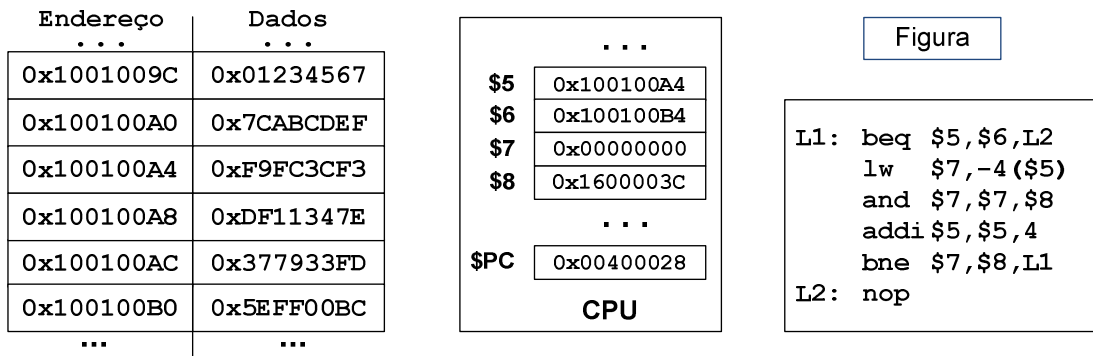 Endereço Dados
... ...
0x1001009C 0x01234567
0x100100A0 0x7CABCDEF
0x100100A4 0xF9FC3CF3
0x100100A8 0xDF11347E
0x100100AC 0x377933FD
0x100100B0 0x5EFF00BC
... ...
...
$5 0x100100A4
$6 0x100100B4
$7 0x00000000
$8 0x1600003C
...
$PC 0x00400028
CPU
Figura
L1: beq $5,$6,L2
lw $7,-4($5)
and $7,$7,$8
addi $5,$5,4
bne $7,$8,L1
L2: nop